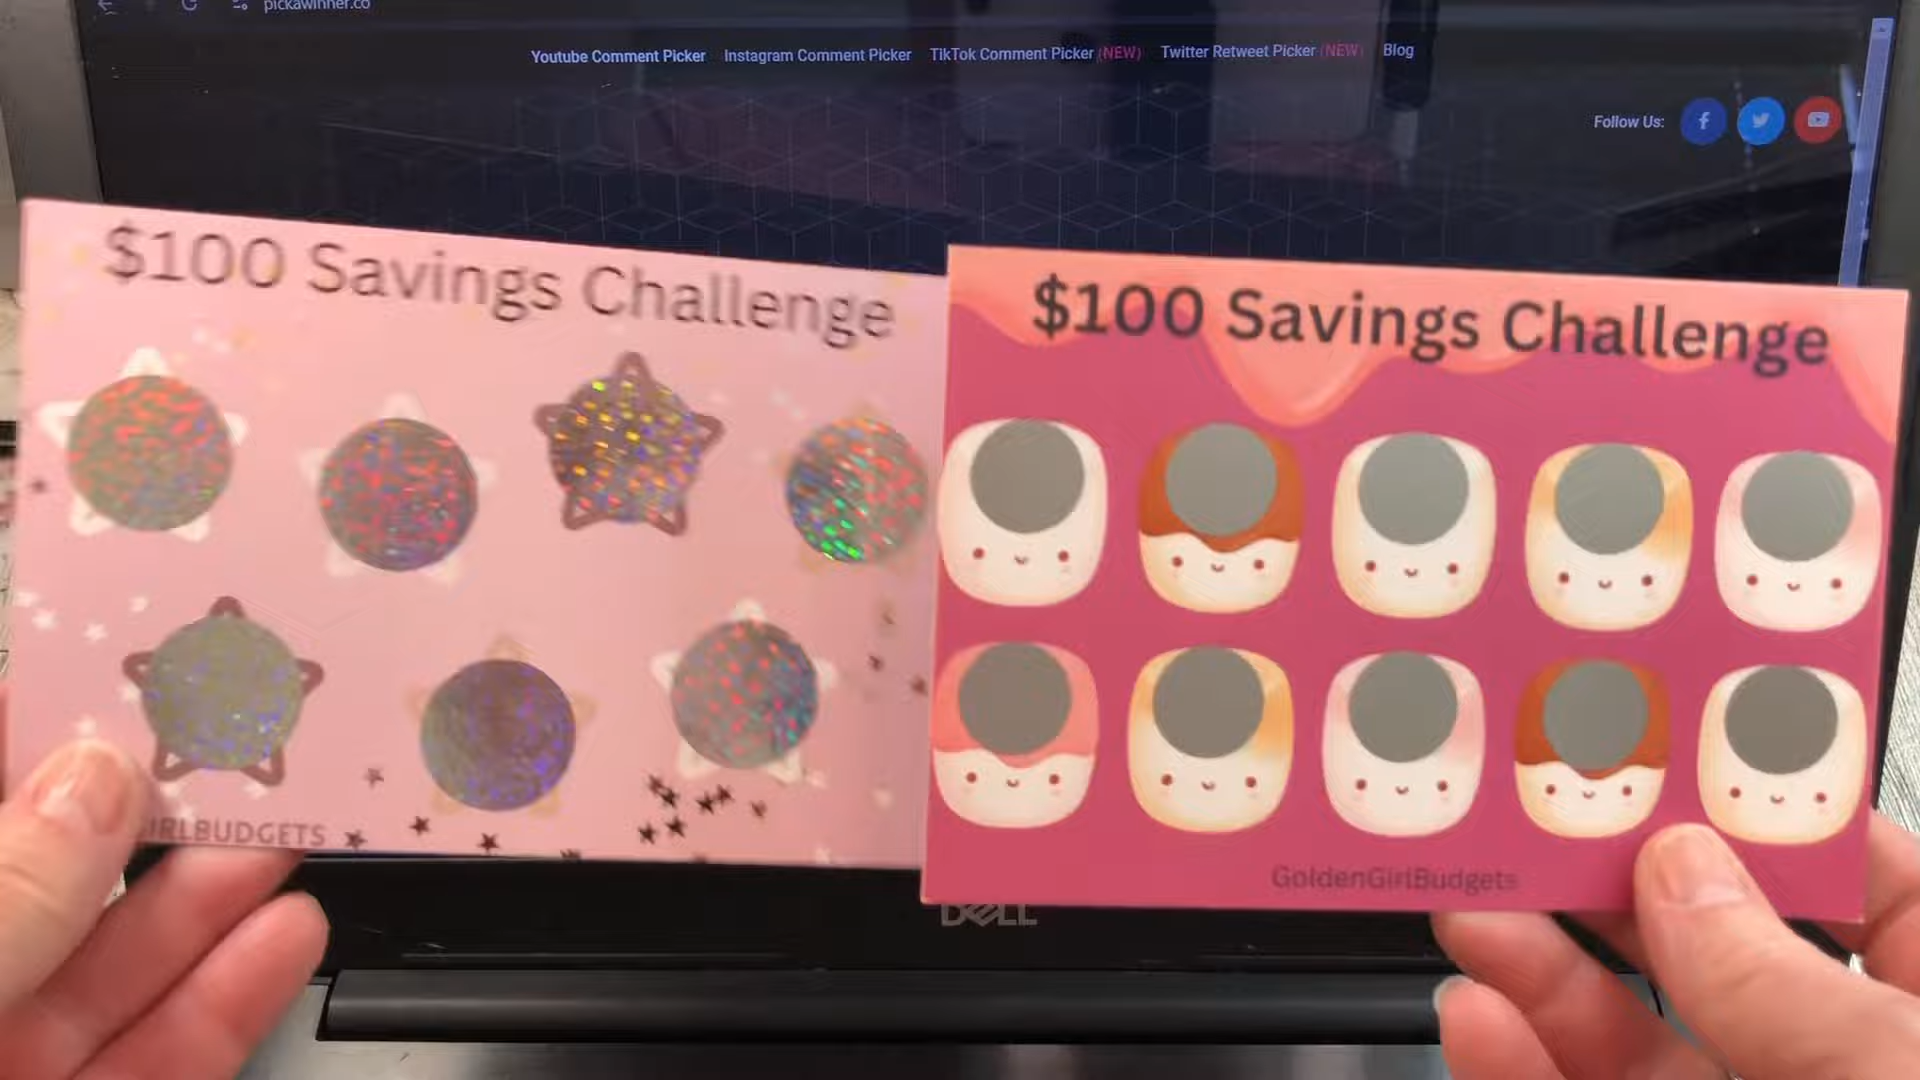 pickawinner.co
Youtube Comment Picker Instagram Comment Picker TikTok Comment Picker (NEW) Twitter Retweet Picker (NEW) Blog
Follow Us:
$100 Savings Challenge
IRLBUDGETS
$100 Savings Challenge
GoldenGirlBudgets
DELL